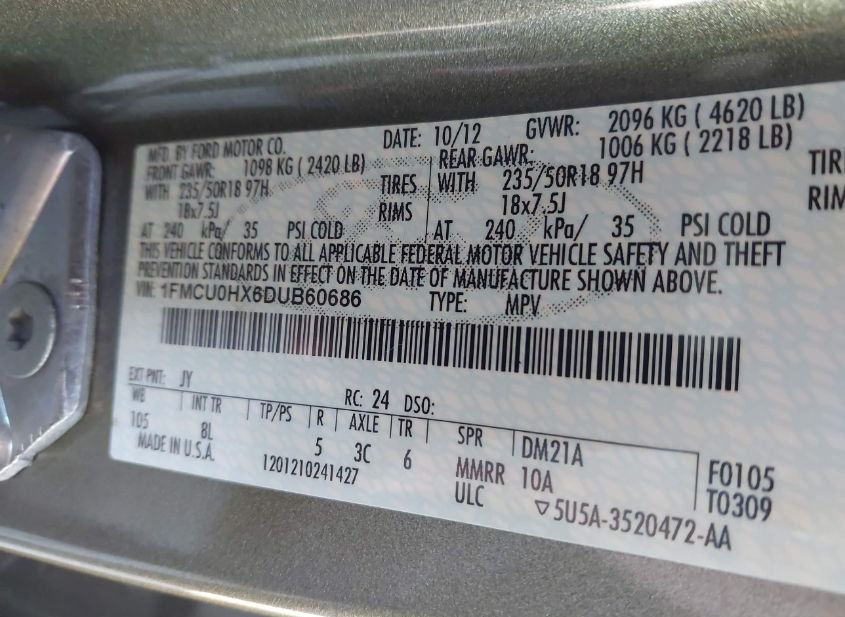 MFD. BY FORD MOTOR CO.
DATE: 10/12
GVWR: 2096 KG ( 4620 LB)
FRONT GAWR: 1098 KG ( 2420 LB)
REAR GAWR: 1006 KG ( 2218 LB)
WITH 235/50R18 97H TIRES
WITH 235/50R18 97H TIRE
18x7.5J RIMS
18x7.5J RIM
AT 240 kPa/ 35 PSI COLD
AT 240 kPa/ 35 PSI COLD
THIS VEHICLE CONFORMS TO ALL APPLICABLE FEDERAL MOTOR VEHICLE SAFETY AND THEFT
PREVENTION STANDARDS IN EFFECT ON THE DATE OF MANUFACTURE SHOWN ABOVE.
VIN: 1FMCU0HX6DUB60686
TYPE: MPV
EXT PNT: JY
RC: 24 DSO:
WB INT TR TP/PS R AXLE TR SPR
105 8L 5 3C 6
DM21A
MMRR 10A
ULC
F0105
T0309
MADE IN U.S.A.
1201210241427
▽5U5A-3520472-AA